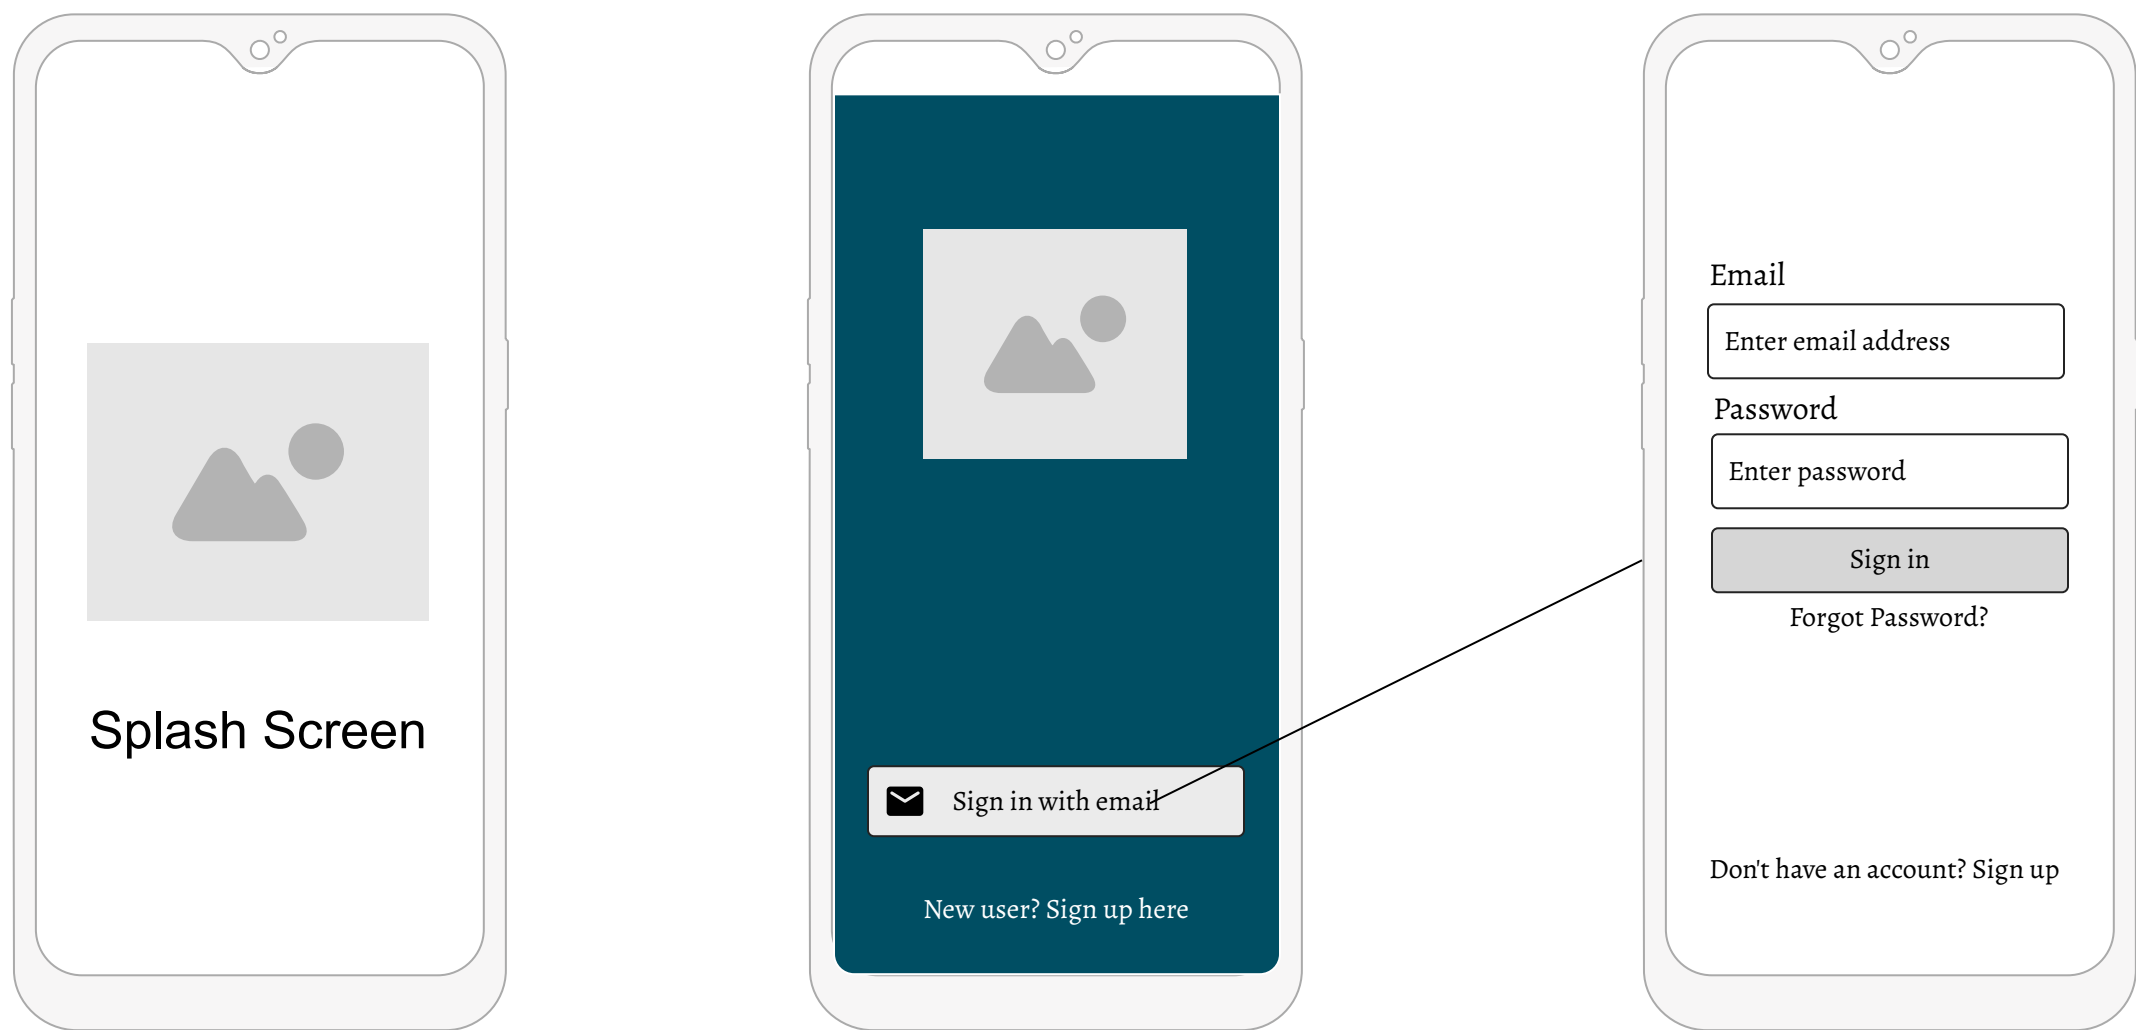 Splash Screen
Sign in with email
New user? Sign up here
Email
Enter email address
Password
Enter password
Sign in
Forgot Password?
Don't have an account? Sign up